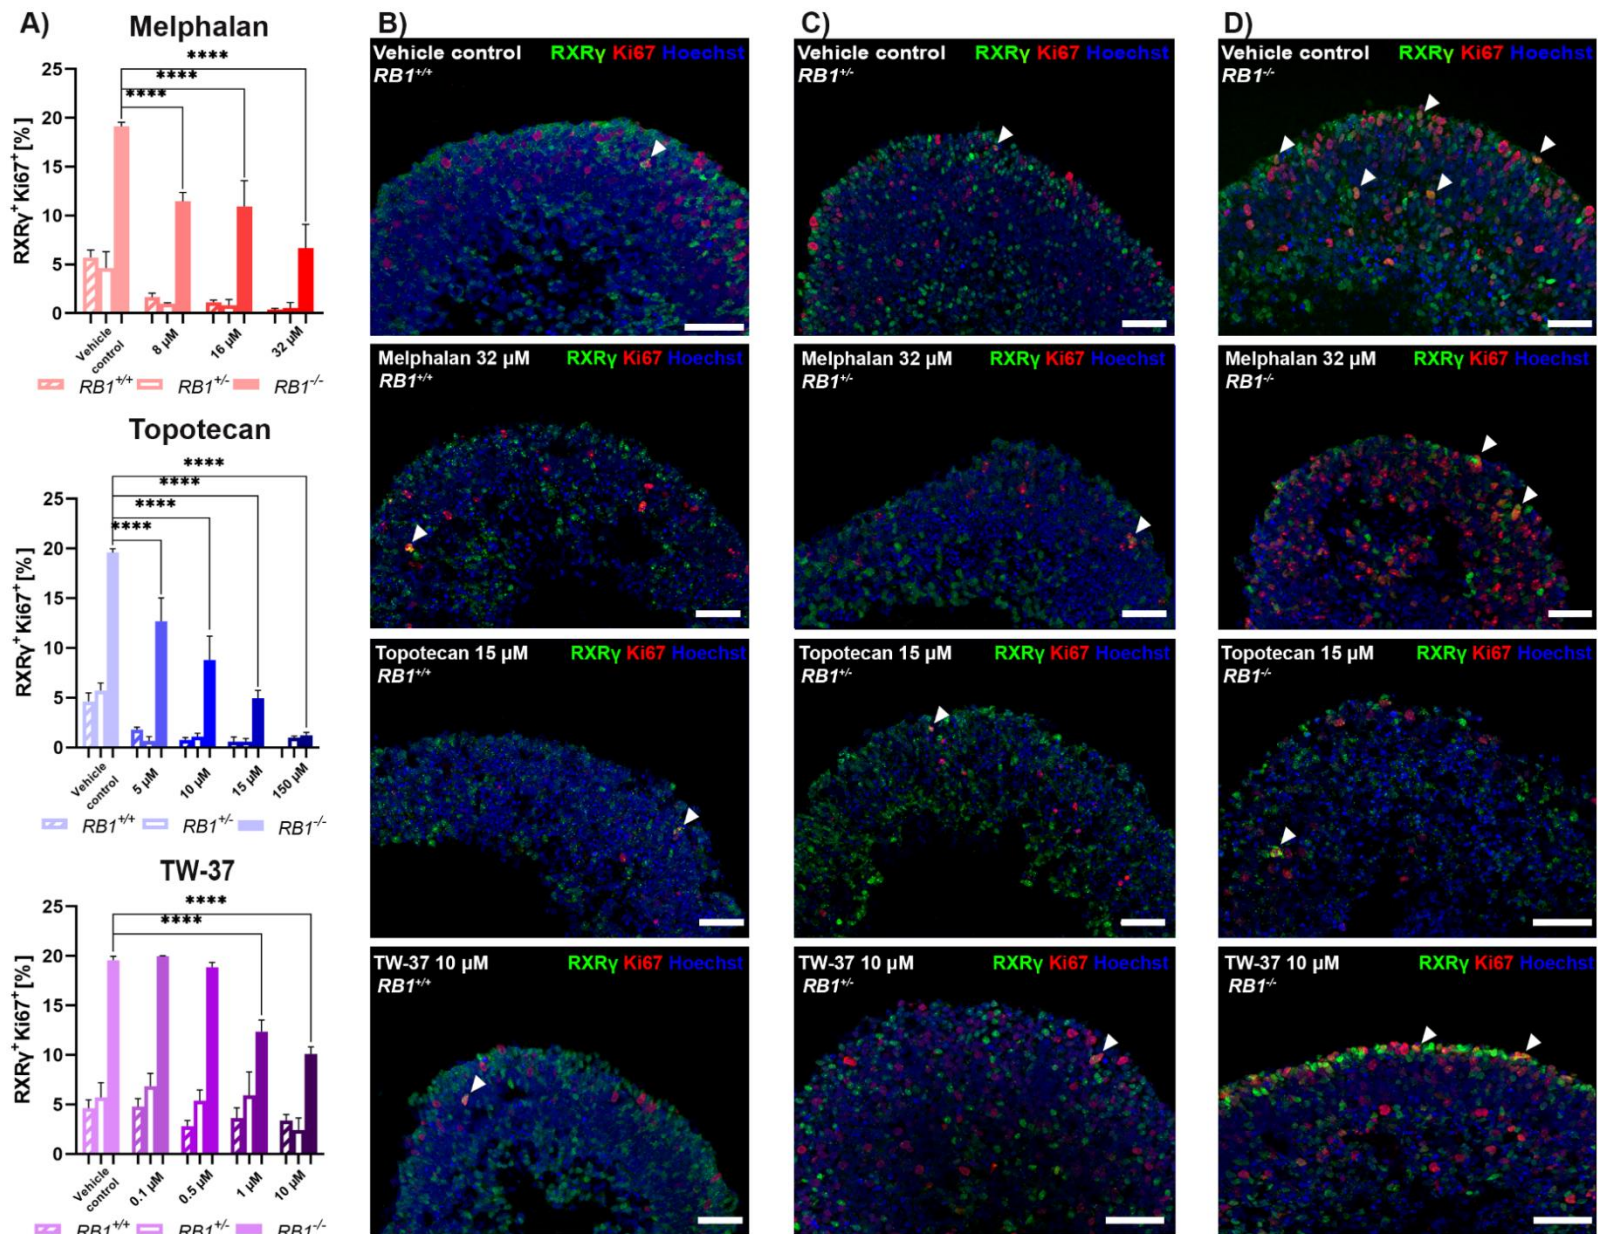 A)
Melphalan
**** 
****
****
RXRγ+Ki67+[%]
25
20
15
10
5
0
Vehicle control
8 µM
16 µM
32 µM
RB1+/+ RB1+/- RB1-/-
Topotecan
****
****
****
****
RXRγ+Ki67+[%]
25
20
15
10
5
0
Vehicle control
5 µM
10 µM
15 µM
150 µM
RB1+/+ RB1+/- RB1-/-
TW-37
****
****
RXRγ+Ki67+[%]
25
20
15
10
5
0
Vehicle control
0.1 µM
0.5 µM
1 µM
10 µM
RB1+/+ RB1+/- RB1-/-
B)
Vehicle control RXRγ Ki67 Hoechst
RB1+/+
Melphalan 32 µM RXRγ Ki67 Hoechst
RB1+/+
Topotecan 15 µM RXRγ Ki67 Hoechst
RB1+/+
TW-37 10 µM RXRγ Ki67 Hoechst
RB1+/+
C)
Vehicle control RXRγ Ki67 Hoechst
RB1+/-
Melphalan 32 µM RXRγ Ki67 Hoechst
RB1+/-
Topotecan 15 µM RXRγ Ki67 Hoechst
RB1+/-
TW-37 10 µM RXRγ Ki67 Hoechst
RB1+/-
D)
Vehicle control RXRγ Ki67 Hoechst
RB1-/-
Melphalan 32 µM RXRγ Ki67 Hoechst
RB1-/-
Topotecan 15 µM RXRγ Ki67 Hoechst
RB1-/-
TW-37 10 µM RXRγ Ki67 Hoechst
RB1-/-